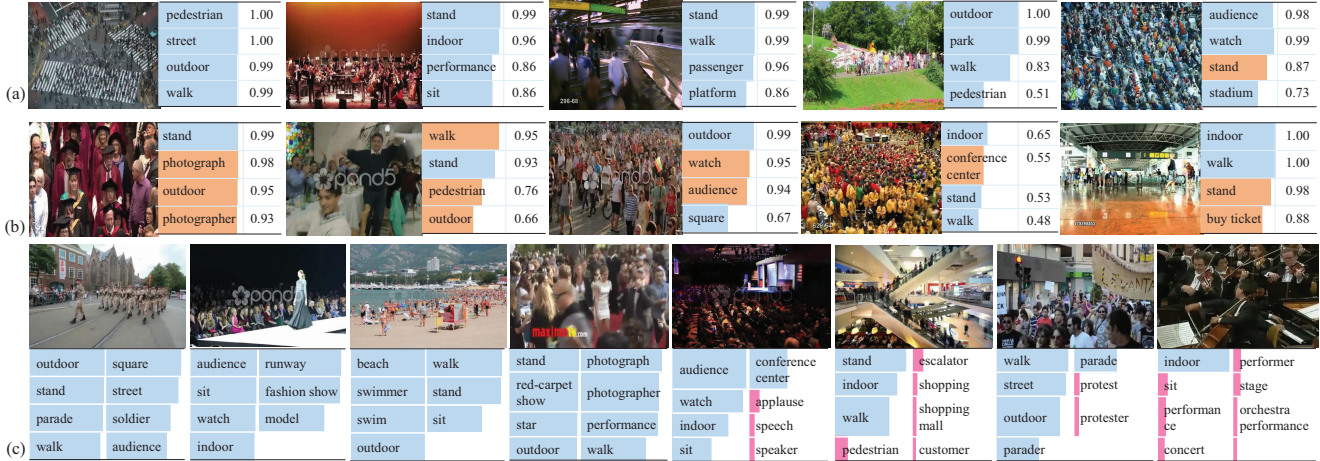 (a)
pedestrian 1.00
street 1.00
outdoor 0.99
walk 0.99
pond5
stand 0.99
indoor 0.96
performance 0.86
sit 0.86
pond5
296-68
stand 0.99
walk 0.99
passenger 0.96
platform 0.86
outdoor 1.00
park 0.99
walk 0.83
pedestrian 0.51
audience 0.98
watch 0.99
stand 0.87
stadium 0.73
(b)
stand 0.99
photograph 0.98
outdoor 0.95
photographer 0.93
pond5
walk 0.95
stand 0.93
pedestrian 0.76
outdoor 0.66
pond5
outdoor 0.99
watch 0.95
audience 0.94
square 0.67
indoor 0.65
conference center 0.55
stand 0.53
walk 0.48
indoor 1.00
walk 1.00
stand 0.98
buy ticket 0.88
(c)
outdoor square
stand street
parade soldier
walk audience
pond5
audience runway
sit fashion show
watch model
indoor
pond5
beach walk
swimmer stand
swim sit
outdoor
pond5
stand photograph
red-carpet show photographer
star performance
outdoor walk
pond5
audience conference center
watch applause
indoor speech
sit speaker
stand escalator
indoor shopping
walk shopping mall
pedestrian customer
walk parade
street protest
outdoor protester
parader
indoor performer
sit stage
performan
ce
orchestra
performance
concert